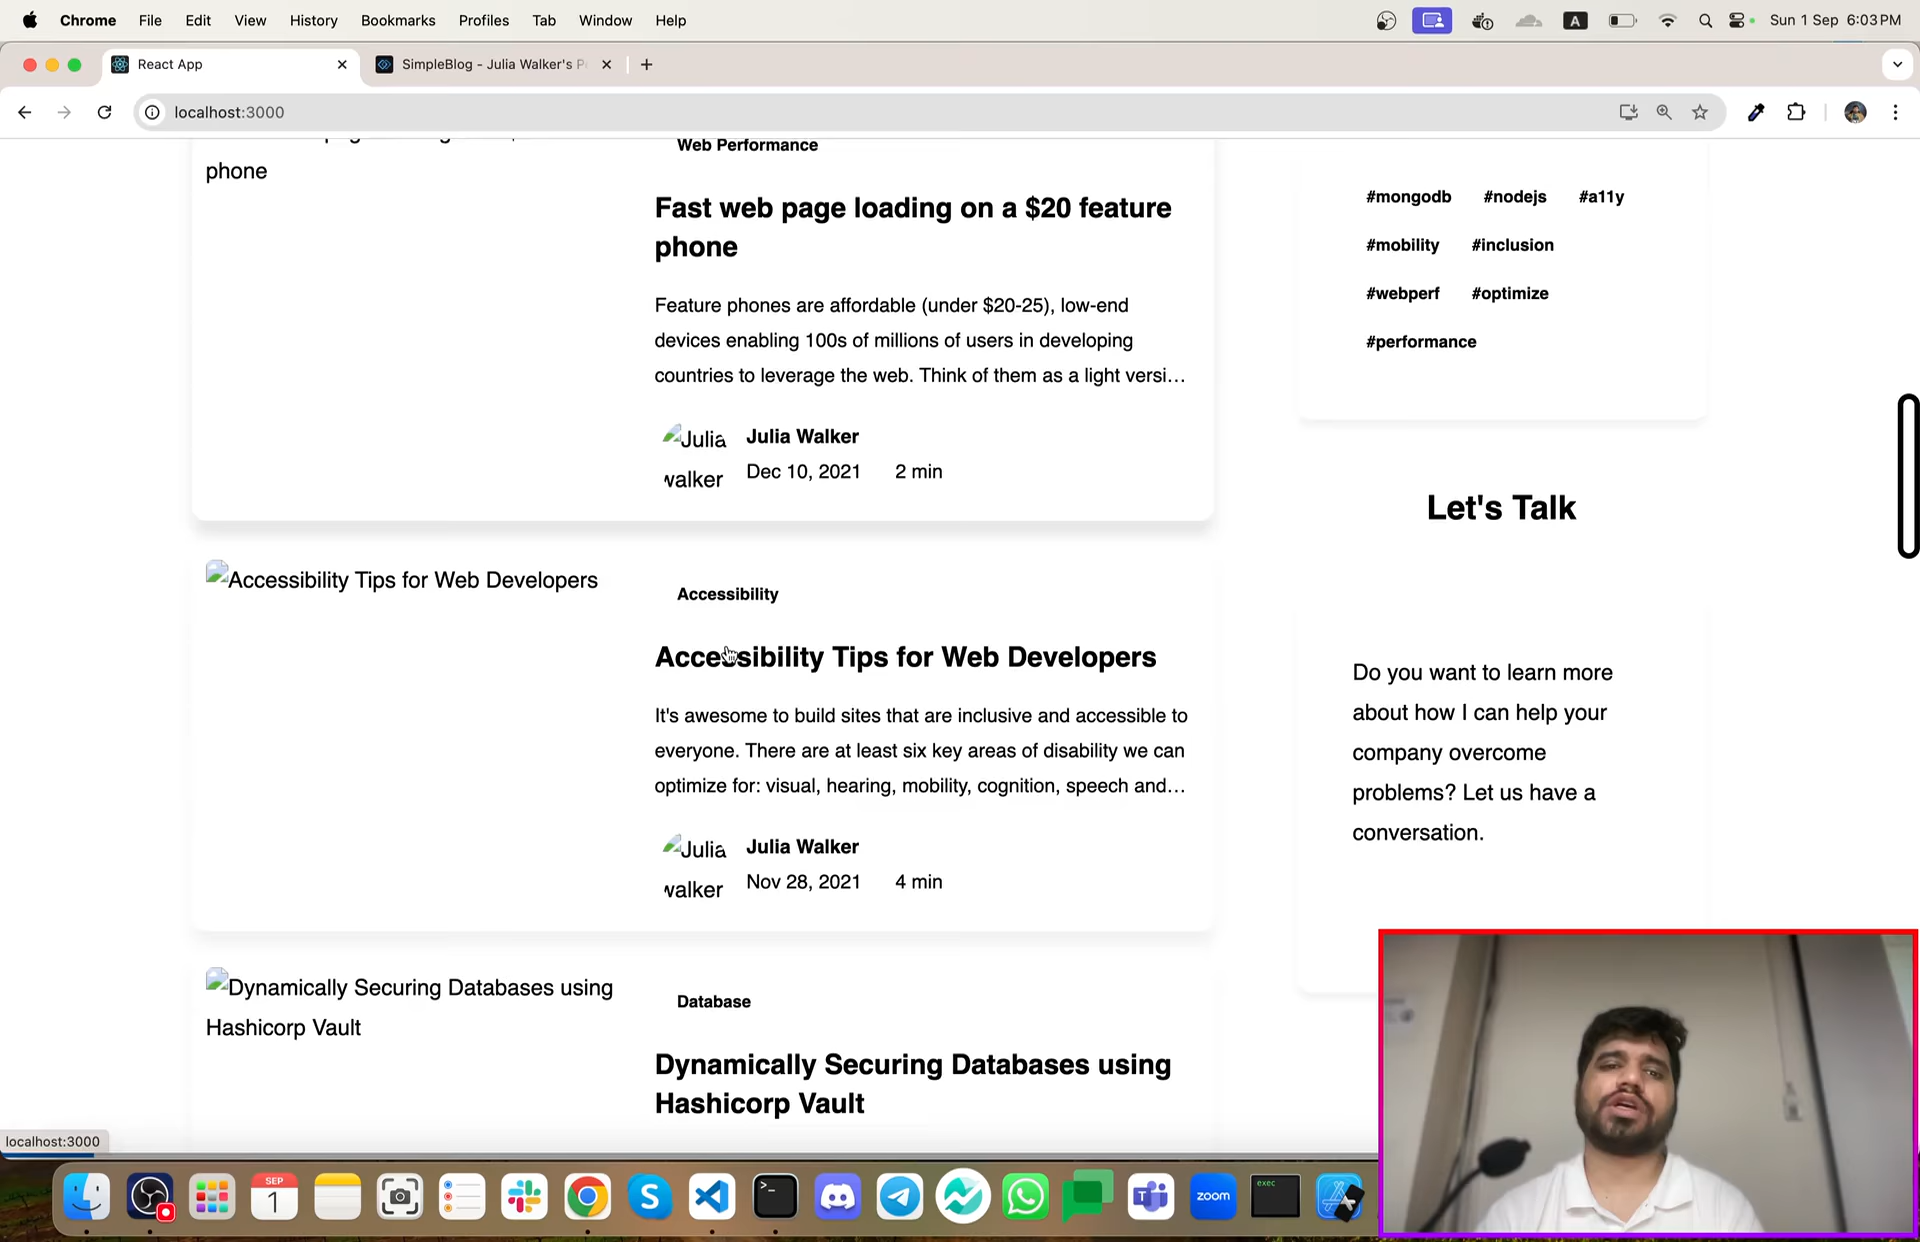 Chrome File Edit View History Bookmarks Profiles Tab Window Help
A
Sun 1 Sep 6:03 PM
React App
SimpleBlog - Julia Walker's P
localhost:3000
phone
Web Performance
Fast web page loading on a $20 feature
phone
Feature phones are affordable (under $20-25), low-end
devices enabling 100s of millions of users in developing
countries to leverage the web. Think of them as a light versi…
Julia
walker
Julia Walker
Dec 10, 2021 2 min
Accessibility Tips for Web Developers
Accessibility
Accessibility Tips for Web Developers
It's awesome to build sites that are inclusive and accessible to
everyone. There are at least six key areas of disability we can
optimize for: visual, hearing, mobility, cognition, speech and…
Julia
walker
Julia Walker
Nov 28, 2021 4 min
Dynamically Securing Databases using
Hashicorp Vault
Database
Dynamically Securing Databases using
Hashicorp Vault
#mongodb #nodejs #a11y
#mobility #inclusion
#webperf #optimize
#performance
Let's Talk
Do you want to learn more
about how I can help your
company overcome
problems? Let us have a
conversation.
localhost:3000
SEP
1
zoom
exec